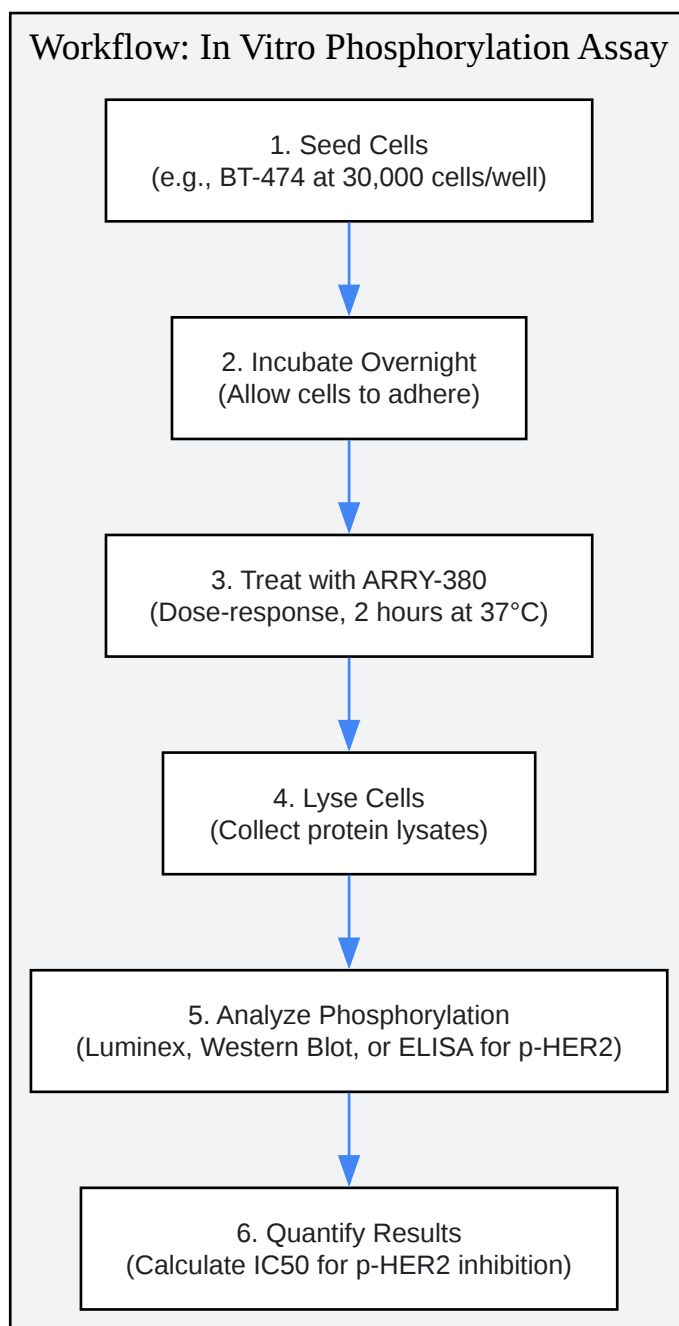 Workflow: In Vitro Phosphorylation Assay
1. Seed Cells
(e.g., BT-474 at 30,000 cells/well)
2. Incubate Overnight
(Allow cells to adhere)
3. Treat with ARRY-380
(Dose-response, 2 hours at 37°C)
4. Lyse Cells
(Collect protein lysates)
5. Analyze Phosphorylation
(Luminex, Western Blot, or ELISA for p-HER2)
6. Quantify Results
(Calculate IC50 for p-HER2 inhibition)